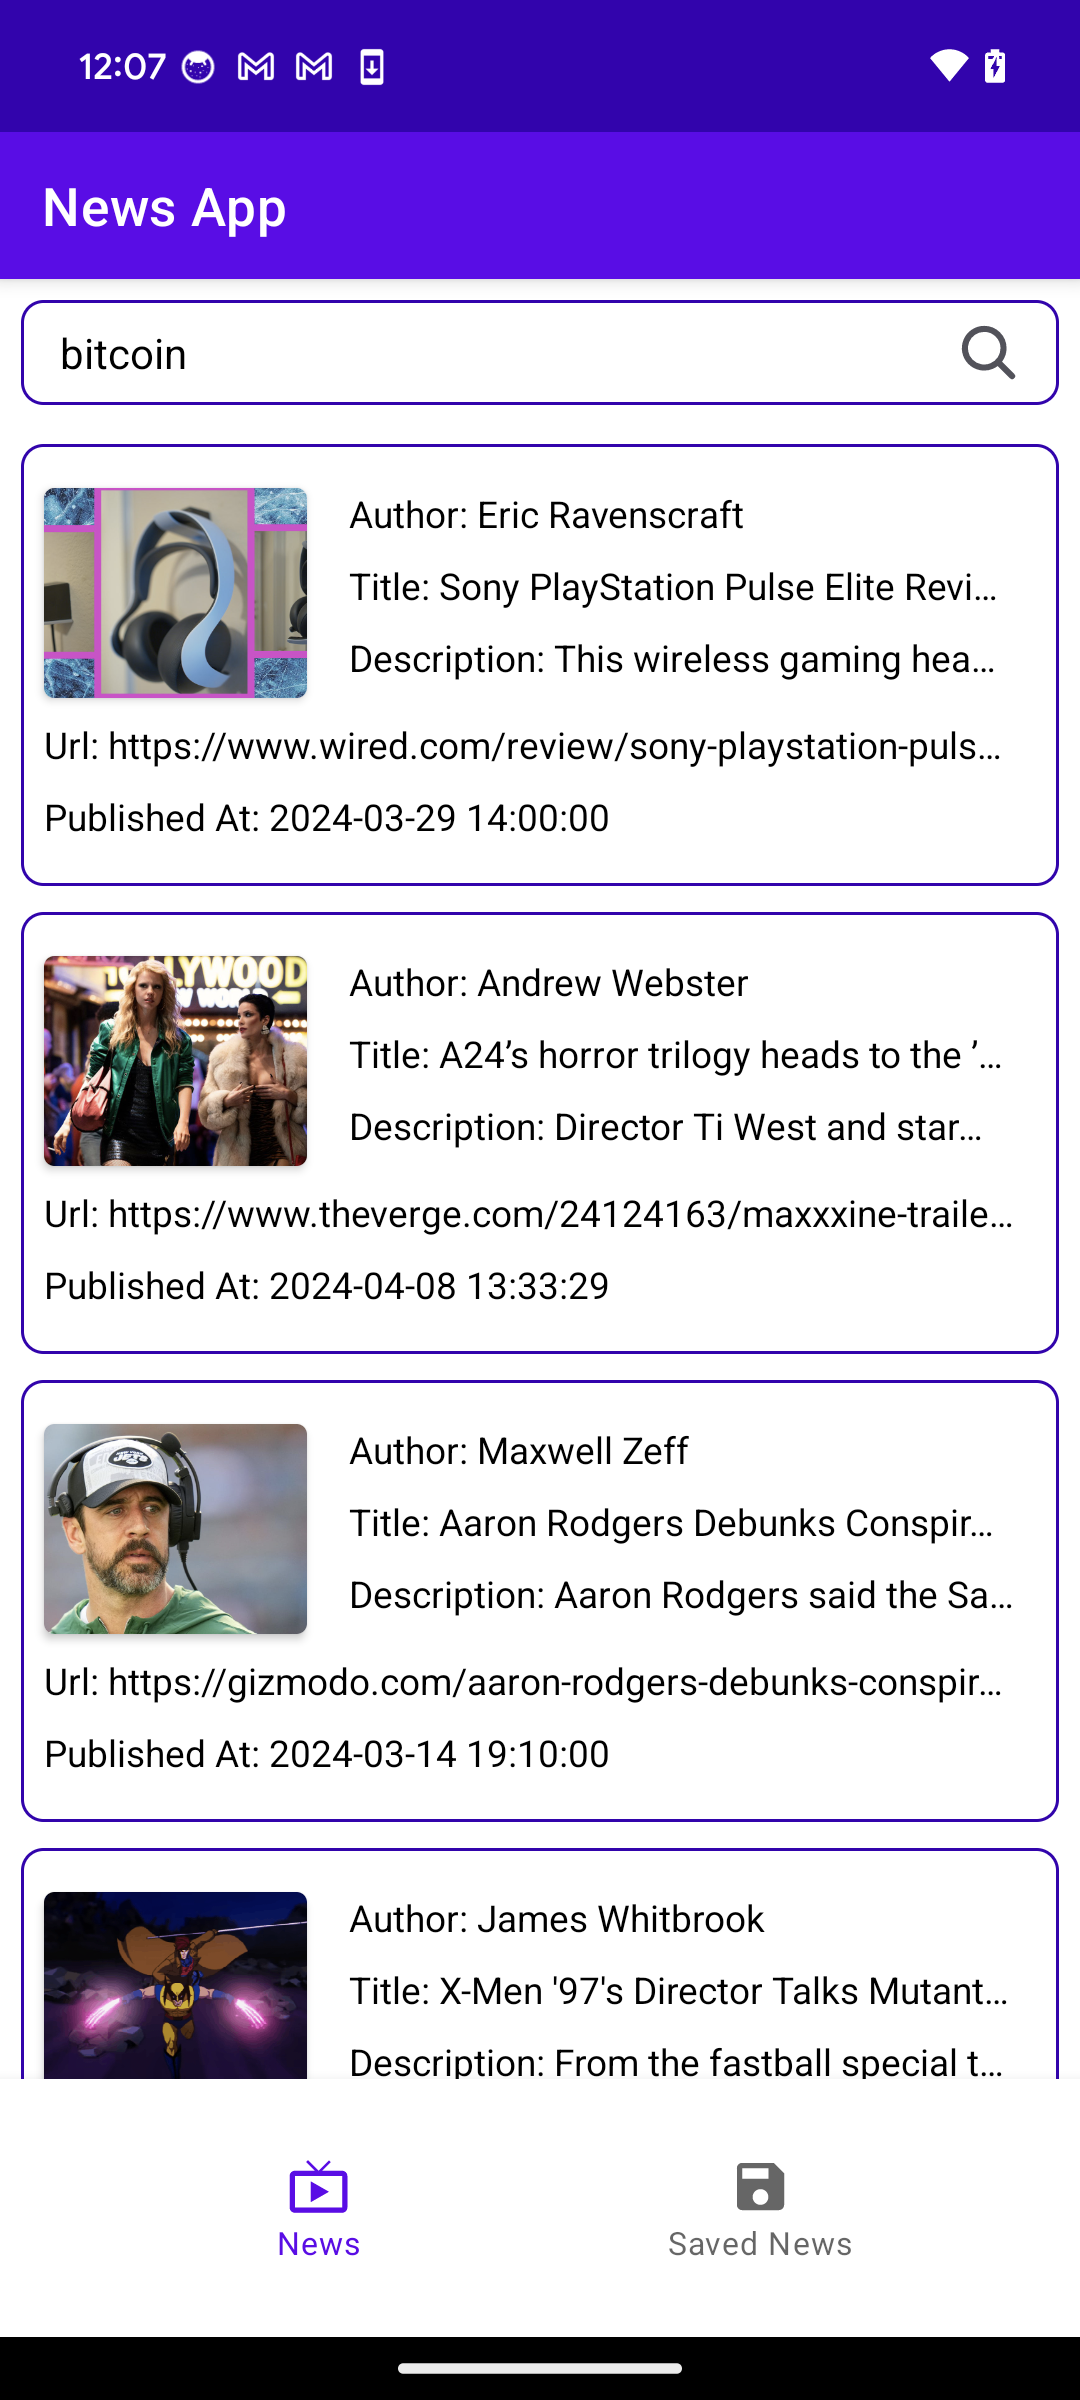 12:07
News App
bitcoin
Author: Eric Ravenscraft
Title: Sony PlayStation Pulse Elite Revi...
Description: This wireless gaming hea...
Url: https://www.wired.com/review/sony-playstation-puls...
Published At: 2024-03-29 14:00:00
HOLLYWOOD
NEW WORLD
Author: Andrew Webster
Title: A24’s horror trilogy heads to the ’...
Description: Director Ti West and star...
Url: https://www.theverge.com/24124163/maxxxine-traile...
Published At: 2024-04-08 13:33:29
JETS
Author: Maxwell Zeff
Title: Aaron Rodgers Debunks Conspir...
Description: Aaron Rodgers said the Sa...
Url: https://gizmodo.com/aaron-rodgers-debunks-conspir...
Published At: 2024-03-14 19:10:00
Author: James Whitbrook
Title: X-Men '97's Director Talks Mutant...
Description: From the fastball special t...
News
Saved News